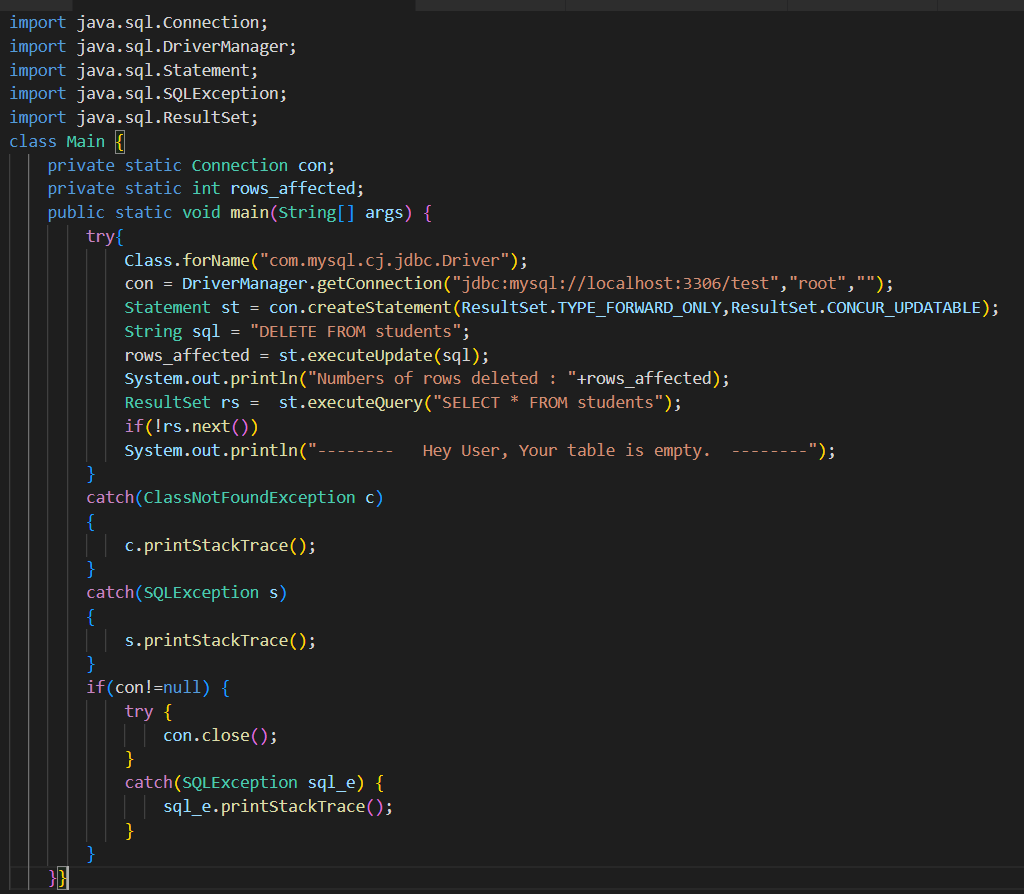 import java.sql.Connection;
import java.sql.DriverManager;
import java.sql.Statement;
import java.sql.SQLException;
import java.sql.ResultSet;
class Main {
    private static Connection con;
    private static int rows_affected;
    public static void main(String[] args) {
        try{
            Class.forName("com.mysql.cj.jdbc.Driver");
            con = DriverManager.getConnection("jdbc:mysql://localhost:3306/test","root","");
            Statement st = con.createStatement(ResultSet.TYPE_FORWARD_ONLY,ResultSet.CONCUR_UPDATABLE);
            String sql = "DELETE FROM students";
            rows_affected = st.executeUpdate(sql);
            System.out.println("Numbers of rows deleted : "+rows_affected);
            ResultSet rs =  st.executeQuery("SELECT * FROM students");
            if(!rs.next())
            System.out.println("--------   Hey User, Your table is empty.  --------");
        }
        catch(ClassNotFoundException c)
        {
            c.printStackTrace();
        }
        catch(SQLException s)
        {
            s.printStackTrace();
        }
        if(con!=null) {
            try {
                con.close();
            }
            catch(SQLException sql_e) {
                sql_e.printStackTrace();
            }
        }
    }}